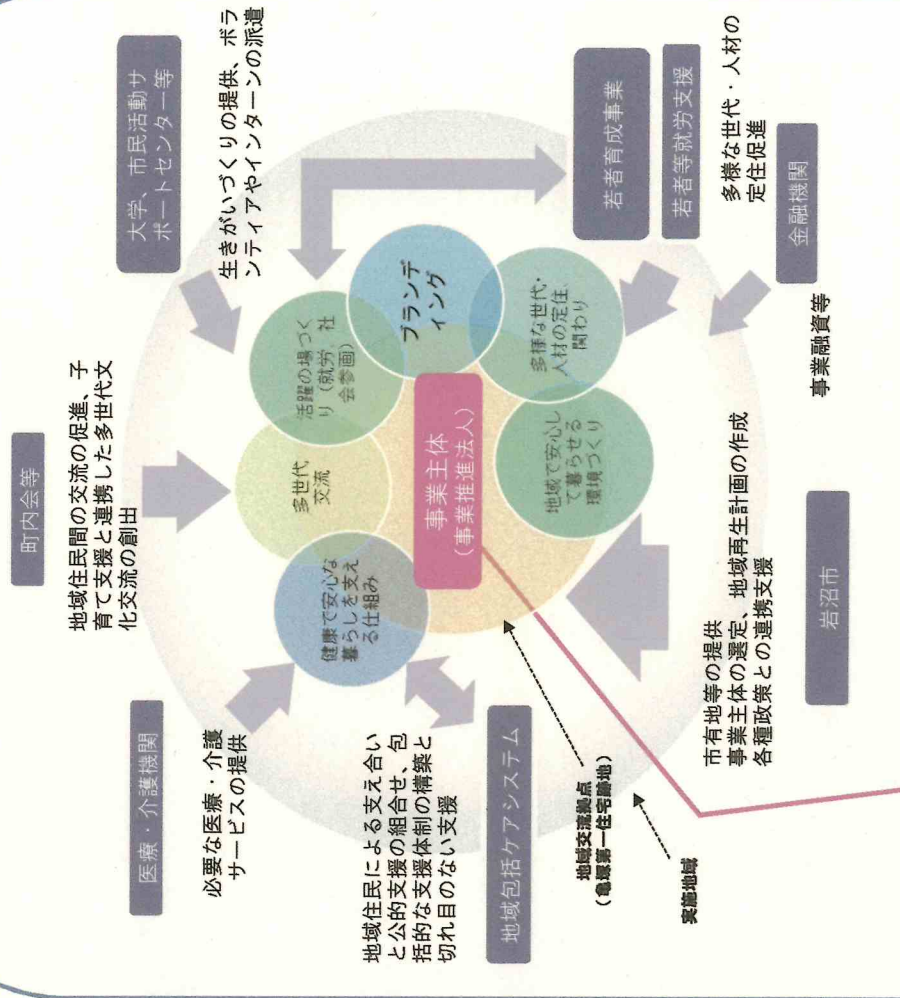 町内会等
地域住民間の交流の促進、子
育て支援と連携した多世代文
化交流の創出
大学、市民活動サ
ポートセンター等
生きがいづくりの提供、ボラ
ンティアやインターンの派遣
医療・介護機関
必要な医療・介護
サービスの提供
健康で安心な
暮らしを支え
る仕組み
多世代
交流
活躍の場づく
り（就労、社
会参画）
ブランデ
ィング
事業主体
（事業推進法人）
多様な世代・
人材の定住、
関わり
地域で安心し
て暮らせる
環境づくり
若者育成事業
若者等就労支援
多様な世代・人材の
定住促進
金融機関
事業融資等
地域住民による支え合い
と公的支援の組合せ、包
括的な支援体制の構築と
切れ目のない支援
地域包括ケアシステム
地域交流拠点
（亀塚第一住宅跡地）
実施地域
市有地等の提供
事業主体の選定、地域再生計画の作成
各種政策との連携支援
岩沼市